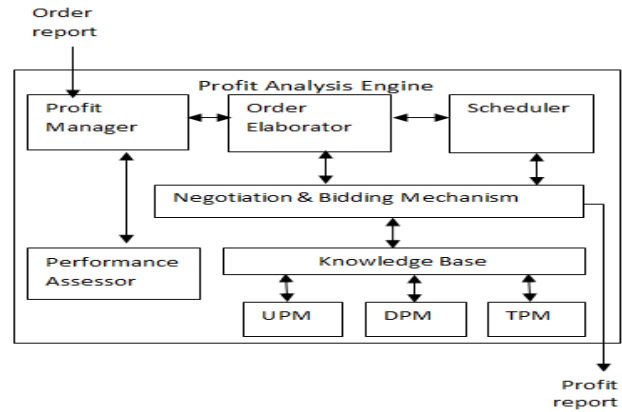 Order
report
Profit Analysis Engine
Profit
Manager
Order
Elaborator
Scheduler
Negotiation & Bidding Mechanism
Performance
Assessor
Knowledge Base
UPM
DPM
TPM
Profit
report